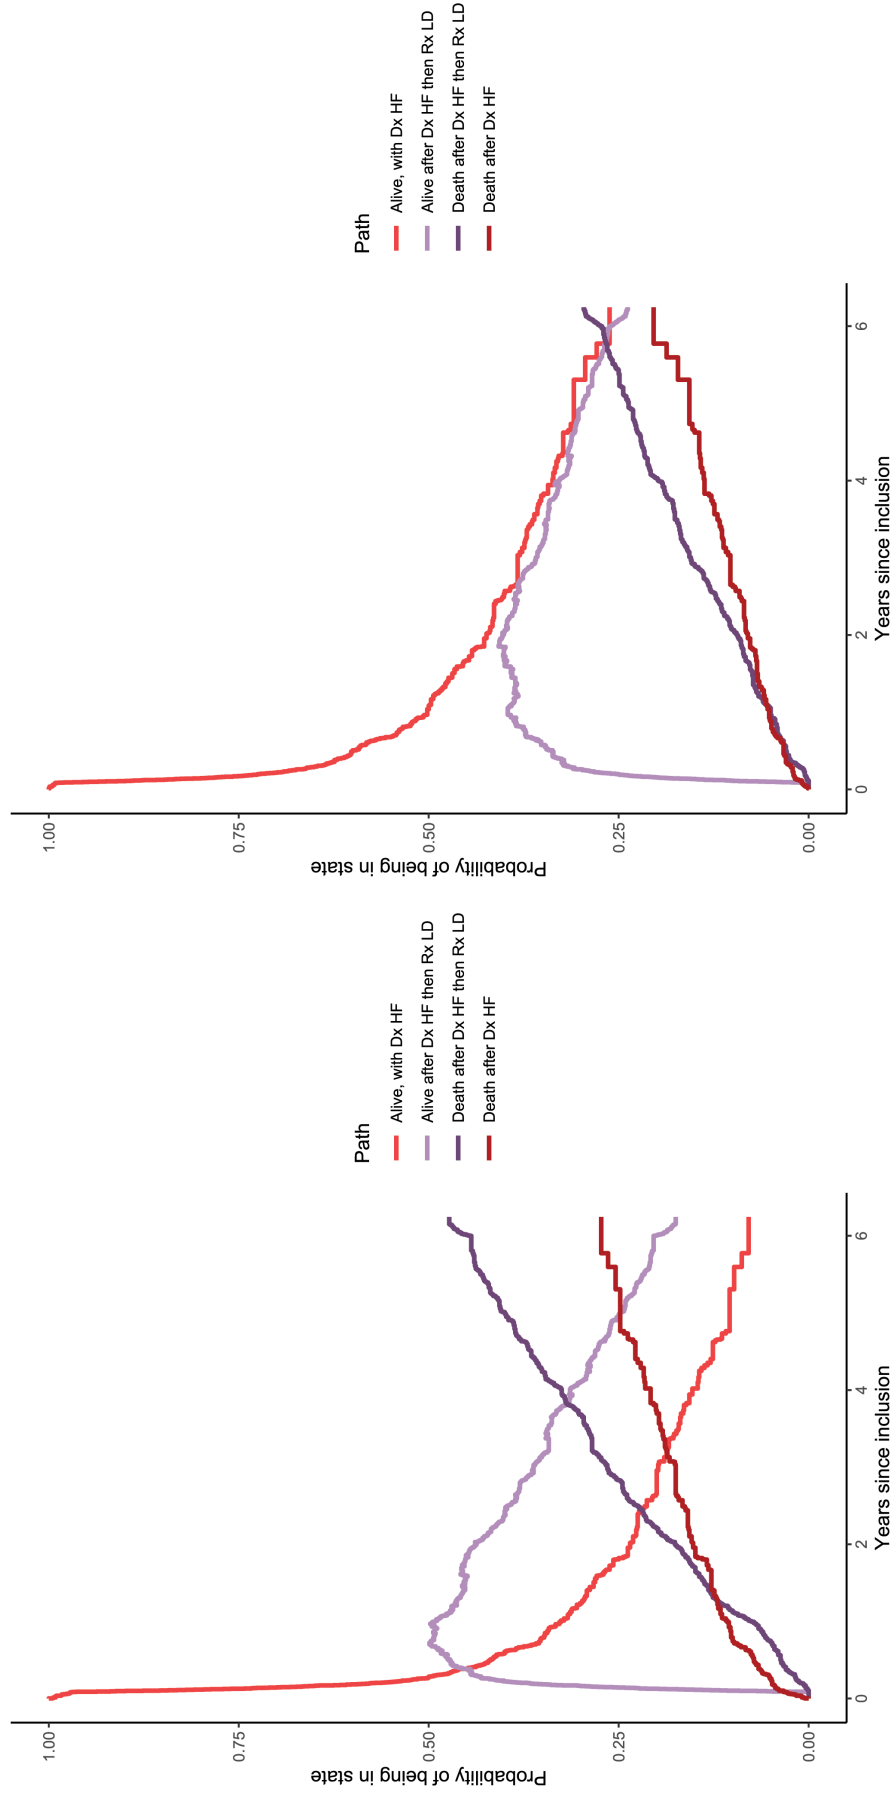 Probability of being in state
1.00
0.75
0.50
0.25
0.00
0
2
4
6
Years since inclusion
Path
Alive, with Dx HF
Alive after Dx HF then Rx LD
Death after Dx HF then Rx LD
Death after Dx HF
Probability of being in state
1.00
0.75
0.50
0.25
0.00
0
2
4
6
Years since inclusion
Path
Alive, with Dx HF
Alive after Dx HF then Rx LD
Death after Dx HF then Rx LD
Death after Dx HF